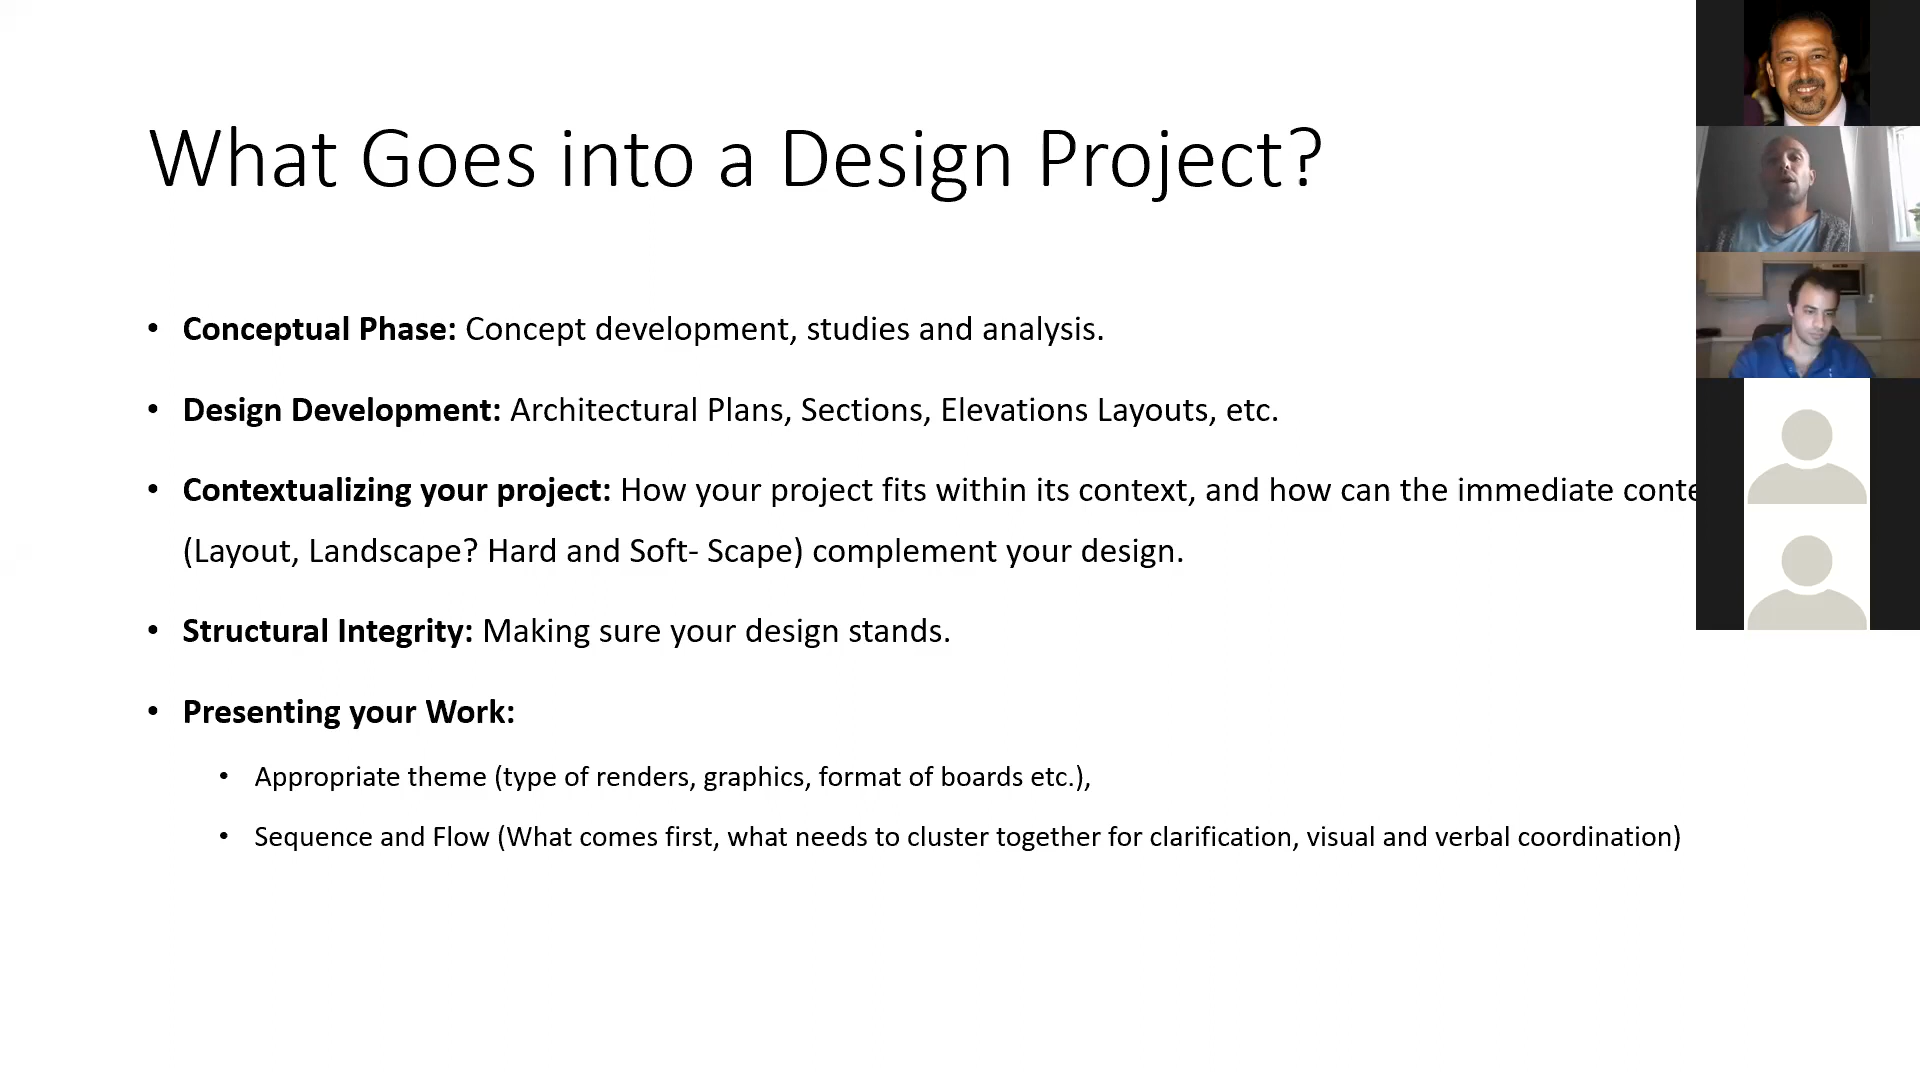 What Goes into a Design Project?
• Conceptual Phase: Concept development, studies and analysis.
• Design Development: Architectural Plans, Sections, Elevations Layouts, etc.
• Contextualizing your project: How your project fits within its context, and how can the immediate
(Layout, Landscape? Hard and Soft- Scape) complement your design.
• Structural Integrity: Making sure your design stands.
• Presenting your Work:
• Appropriate theme (type of renders, graphics, format of boards etc.),
• Sequence and Flow (What comes first, what needs to cluster together for clarification, visual and verbal coordination)